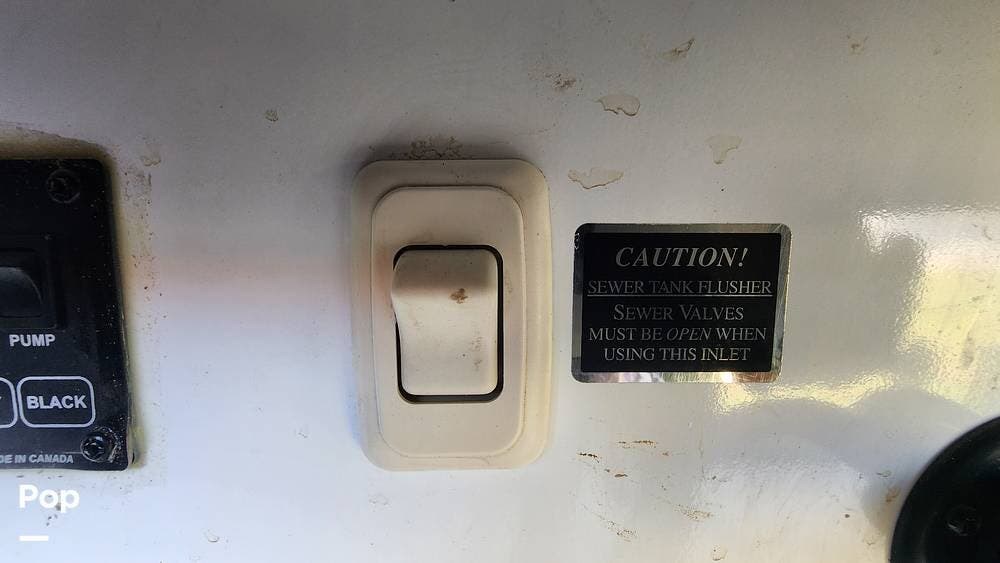 PUMP
BLACK
DE IN CANADA
Pop
CAUTION!
SEWER TANK FLUSHER
SEWER VALVES
MUST BE OPEN WHEN
USING THIS INLET